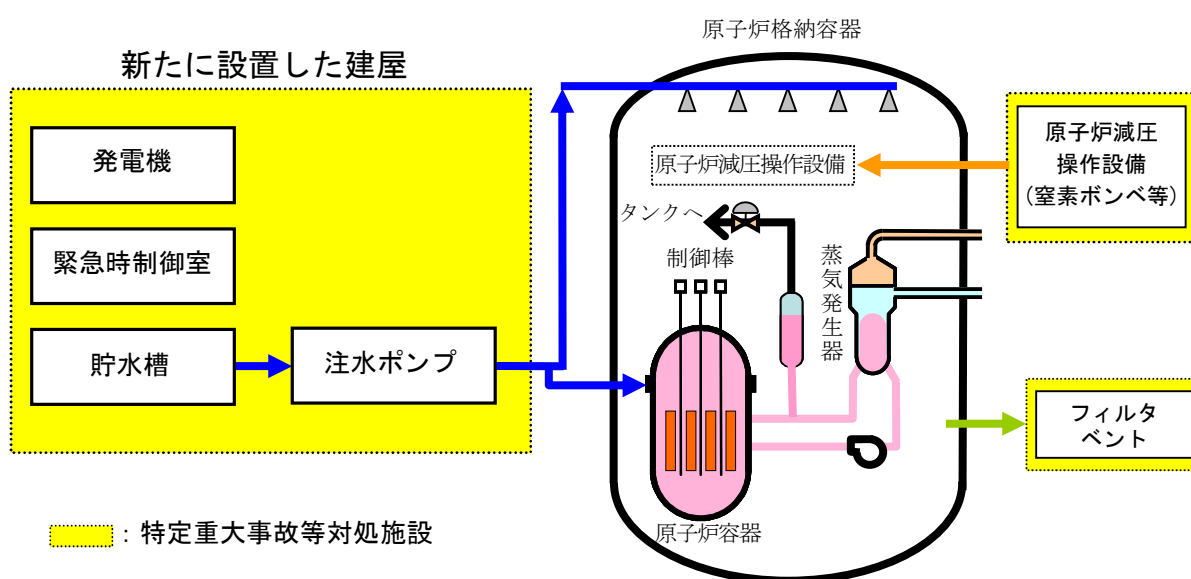 原子炉格納容器
新たに設置した建屋
発電機
緊急時制御室
貯水槽
注水ポンプ
原子炉減圧操作設備
タンクへ
制御棒
蒸気発生器
原子炉容器
原子炉減圧
操作設備
(窒素ボンベ等)
フィルタ
ベント
:特定重大事故等対処施設